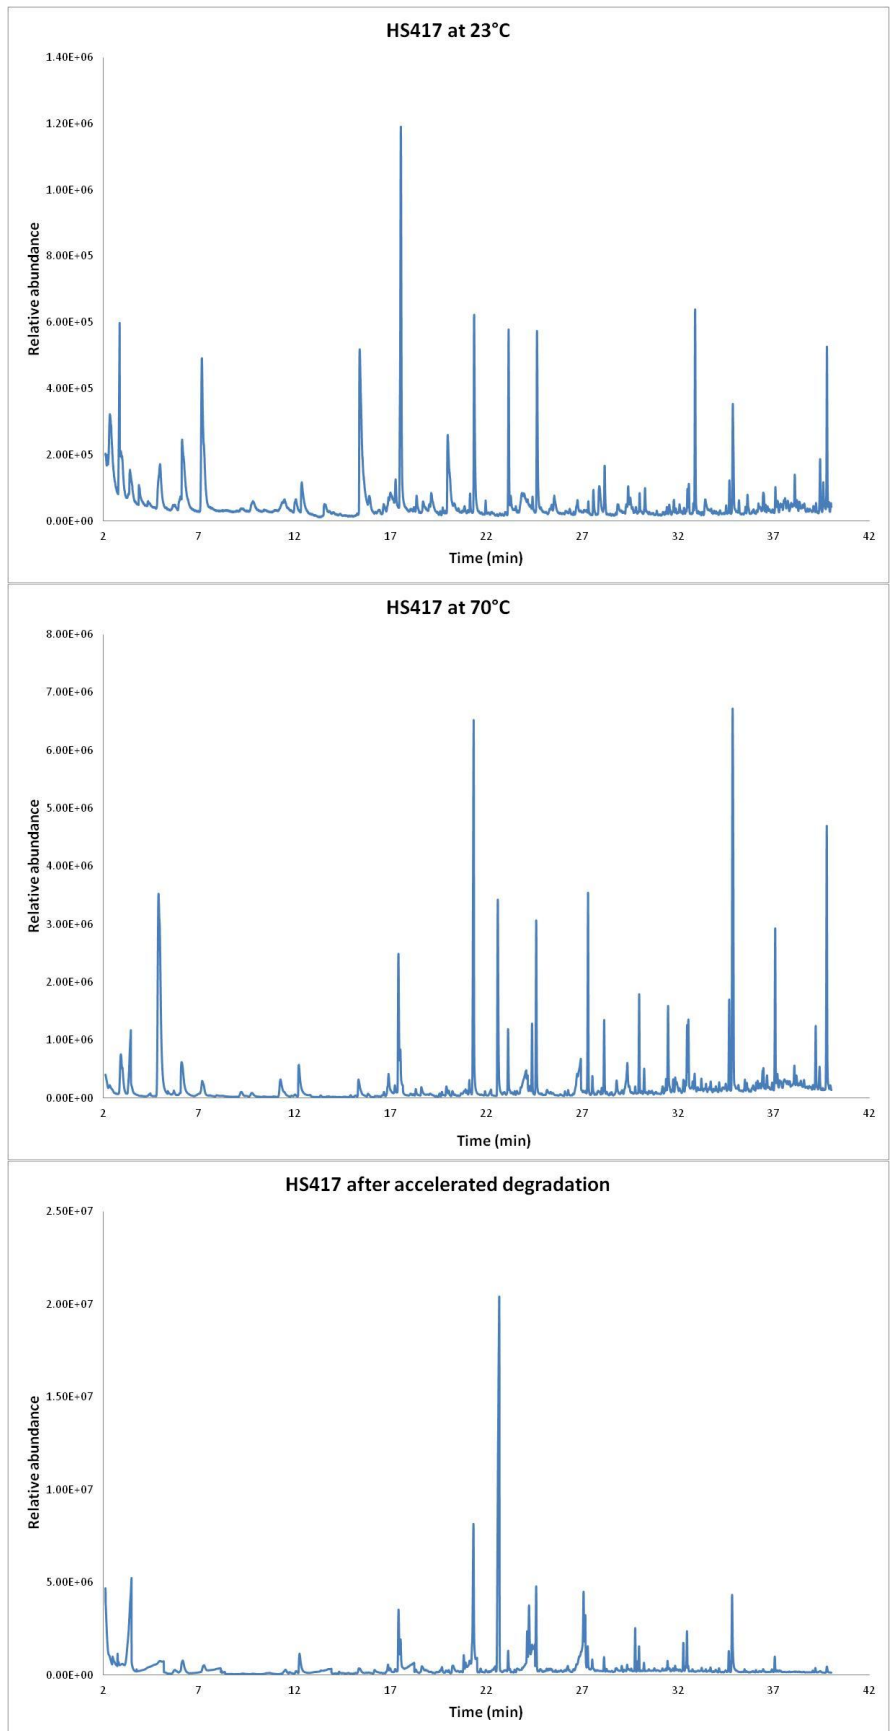 HS417 at 23°C
1.40E+06
1.20E+06
1.00E+06
8.00E+05
6.00E+05
4.00E+05
2.00E+05
0.00E+00
Relative abundance
2 7 12 17 22 27 32 37 42
Time (min)
HS417 at 70°C
8.00E+06
7.00E+06
6.00E+06
5.00E+06
4.00E+06
3.00E+06
2.00E+06
1.00E+06
0.00E+00
Relative abundance
2 7 12 17 22 27 32 37 42
Time (min)
HS417 after accelerated degradation
2.50E+07
2.00E+07
1.50E+07
1.00E+07
5.00E+06
0.00E+00
Relative abundance
2 7 12 17 22 27 32 37 42
Time (min)